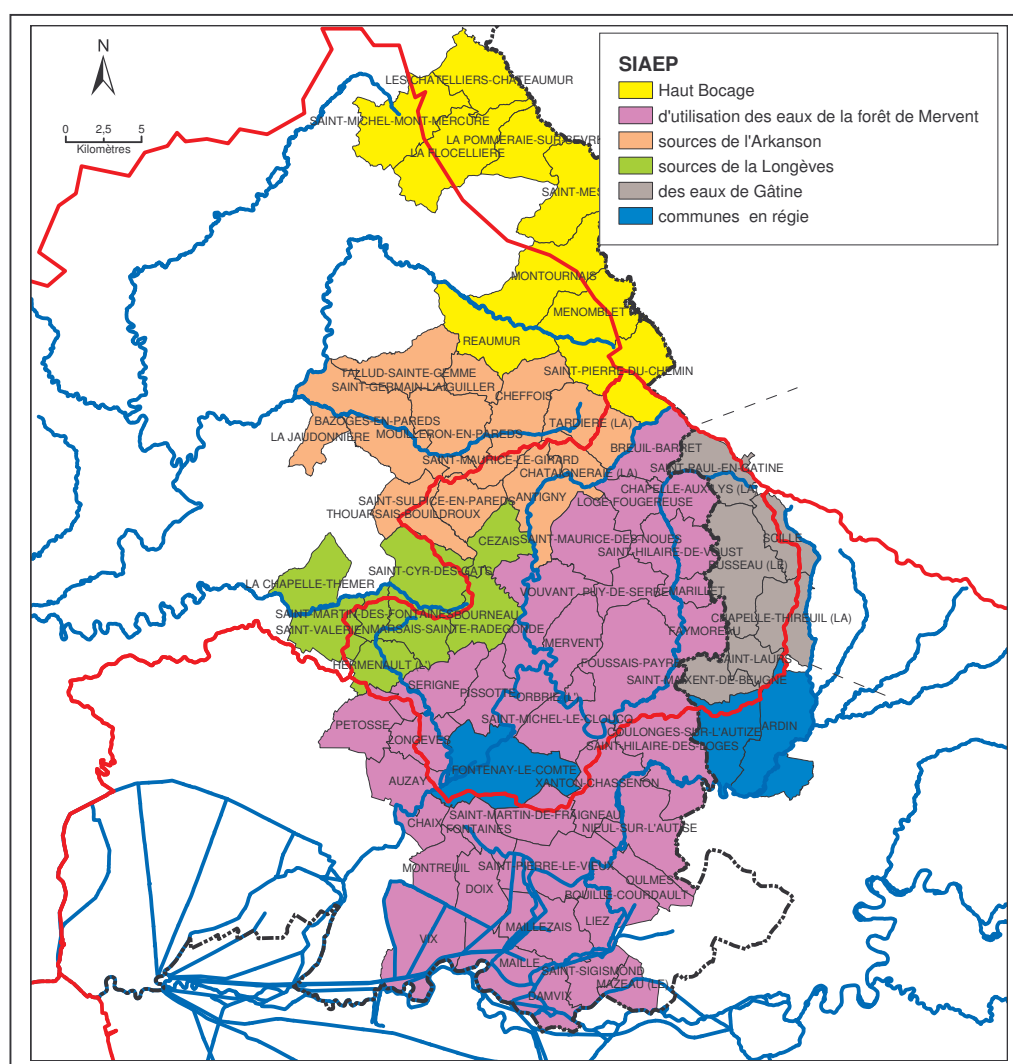 N
0 2,5 5
Kilomètres
SIAEP
Haut Bocage
d'utilisation des eaux de la forêt de Mervent
sources de l'Arkanson
sources de la Longèves
des eaux de Gâtine
communes en régie
LES CHATELLIERS-CHATEAUMUR
SAINT-MICHEL-MONT-MERCURE
LA POMMERAIE-SUR-SEVRE
LA FLOCELLIERE
SAINT-MES
MONTOURNAIS
MENOMBLET
REAUMUR
SAINT-PIERRE-DU-CHEMIN
TALLUD-SAINTE-GEMME
SAINT-GERMAIN-L'AIGUILLER
CHEFFOIS
BAZOGES-EN-PAREDS
TARDIERE (LA)
LA JAUDONNIERE
MOUILLERON-EN-PAREDS
BREUIL-BARRET
SAINT-MAURICE-LE-GIRARD
SAINT-PAUL-EN-GATINE
CHATAIGNERAIE (LA)
CHAPELLE-AUX-LYS (LA)
SAINT-SULPICE-EN-PAREDS
ANTIGNY
LOGE-FOUGEREUSE
THOUARSAIS-BOUILDROUX
CEZAIS
SAINT-MAURICE-DES-NOUES
SCILLE
SAINT-HILAIRE-DE-VOUST
BUSSEAU (LE)
SAINT-CYR-DES-GATS
LA CHAPELLE-THEMER
VOUVANT
PUY-DE-SERRE
MARILLET
SAINT-MARTIN-DES-FONTAINES
BOURNEAU
CHAPELLE-THIREUIL (LA)
SAINT-VALERIEN
MARSAIS-SAINTE-RADEGONDE
FAYMOREAU
MERVENT
HERMENAULT (L')
FOUSSAIS-PAYRE
SAINT-LAURS
SERIGNE
PISSOTTE
ORBRIE (L')
SAINT-MAIXENT-DE-BEUGNE
PETOSSE
SAINT-MICHEL-LE-CLOUCQ
ARDIN
COULONGES-SUR-L'AUTIZE
LONGEVES
SAINT-HILAIRE-DES-LOGES
FONTENAY-LE-COMTE
AUZAY
XANTON-CHASSENON
SAINT-MARTIN-DE-FRAIGNEAU
CHAIX
FONTAINES
NIEUL-SUR-L'AUTISE
MONTREUIL
SAINT-PIERRE-LE-VIEUX
OULMES
DOIX
BOUILLE-COURDAULT
LIEZ
MAILLEZAIS
VIX
MAILLE
SAINT-SIGISMOND
MAZEAU (LE)
DAMVIX